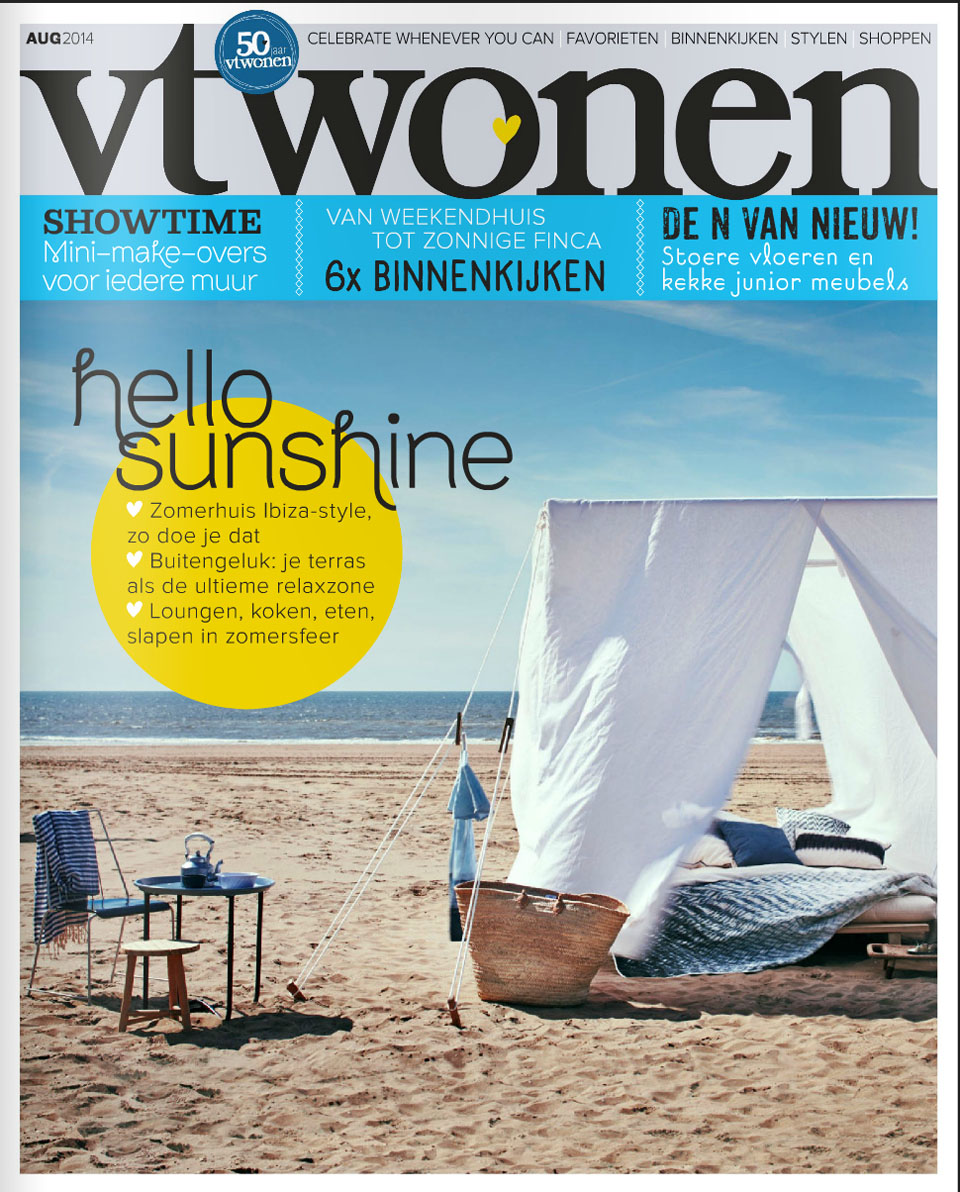 AUG2014
50 jaar
vtwonen
CELEBRATE WHENEVER YOU CAN | FAVORIETEN | BINNENKIJKEN | STYLEN | SHOPPEN
vtwonen
SHOWTIME
Mini-make-overs
voor iedere muur
VAN WEEKENDHUIS
TOT ZONNIGE FINCA
6x BINNENKIJKEN
DE N VAN NIEUW!
Stoere vloeren en
kekke junior meubels
hello
sunshine
Zomerhuis Ibiza-style,
zo doe je dat
Buitengeluk: je terras
als de ultieme relaxzone
Loungen, koken, eten,
slapen in zomersfeer